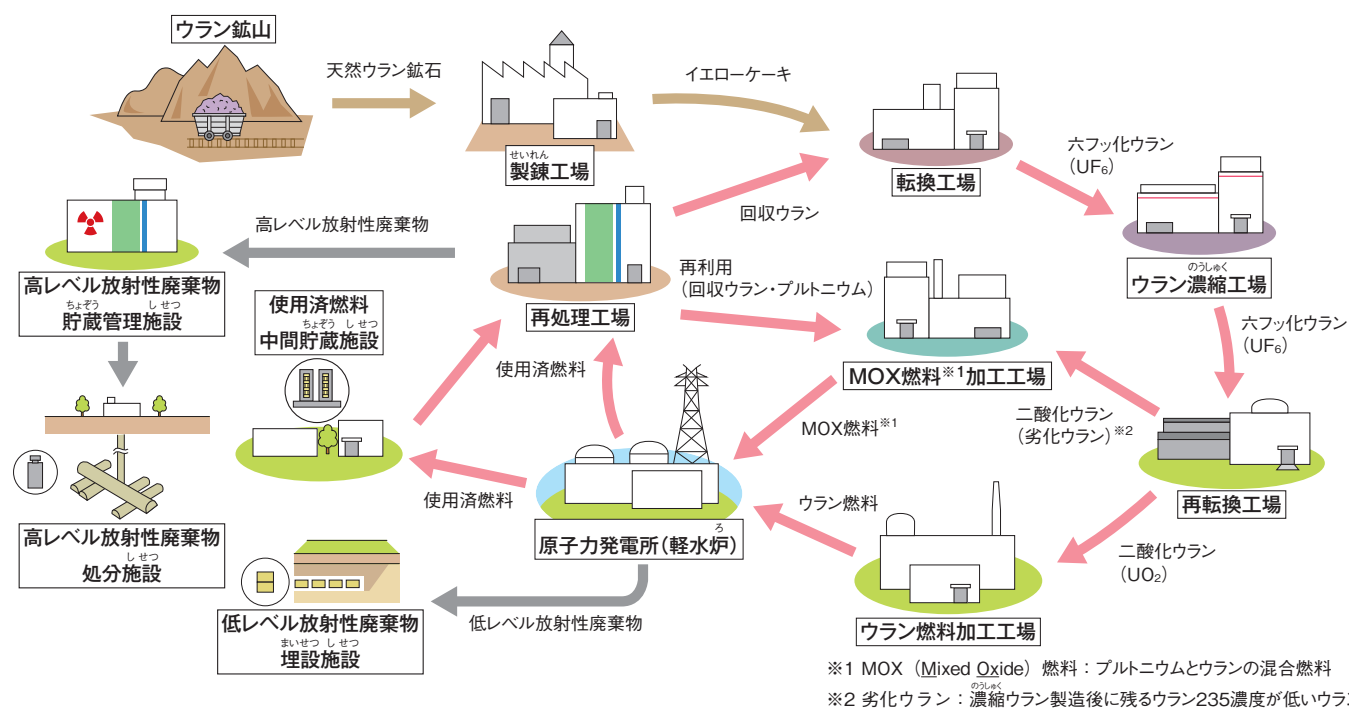 ウラン鉱山
天然ウラン鉱石
せいれん
製錬工場
イエローケーキ
転換工場
六フッ化ウラン
(UF₆)
のうしゅく
ウラン濃縮工場
六フッ化ウラン
(UF₆)
回収ウラン
高レベル放射性廃棄物
高レベル放射性廃棄物
ちょぞう しせつ
貯蔵管理施設
使用済燃料
ちょぞう しせつ
中間貯蔵施設
再処理工場
再利用
(回収ウラン・プルトニウム)
MOX燃料※1加工工場
使用済燃料
MOX燃料※1
二酸化ウラン
(劣化ウラン)※2
再転換工場
高レベル放射性廃棄物
しせつ
処分施設
使用済燃料
ろ
原子力発電所(軽水炉)
ウラン燃料
二酸化ウラン
(UO₂)
ウラン燃料加工工場
低レベル放射性廃棄物
まいせつ しせつ
埋設施設
低レベル放射性廃棄物
※1 MOX (Mixed Oxide) 燃料：プルトニウムとウランの混合燃料
のうしゅく
※2 劣化ウラン：濃縮ウラン製造後に残るウラン235濃度が低いウラ